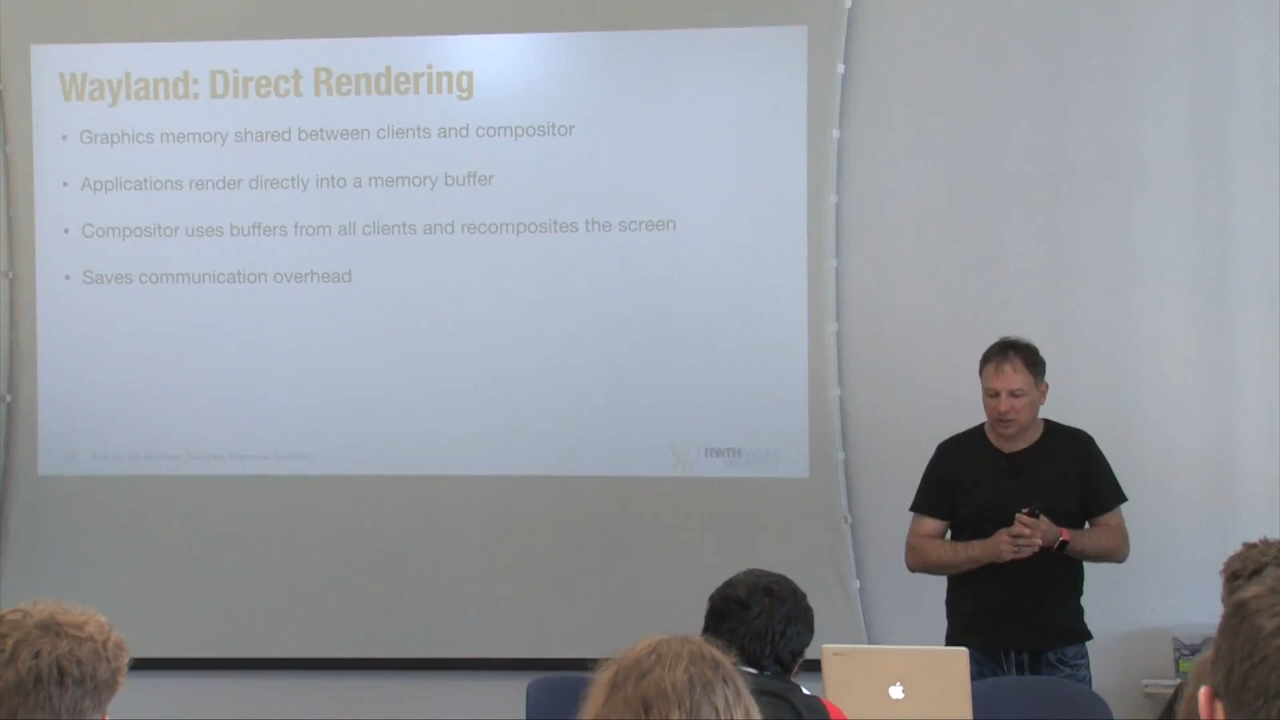 Wayland: Direct Rendering
▪ Graphics memory shared between clients and compositor
▪ Applications render directly into a memory buffer
▪ Compositor uses buffers from all clients and recomposites the screen
▪ Saves communication overhead
RWTH